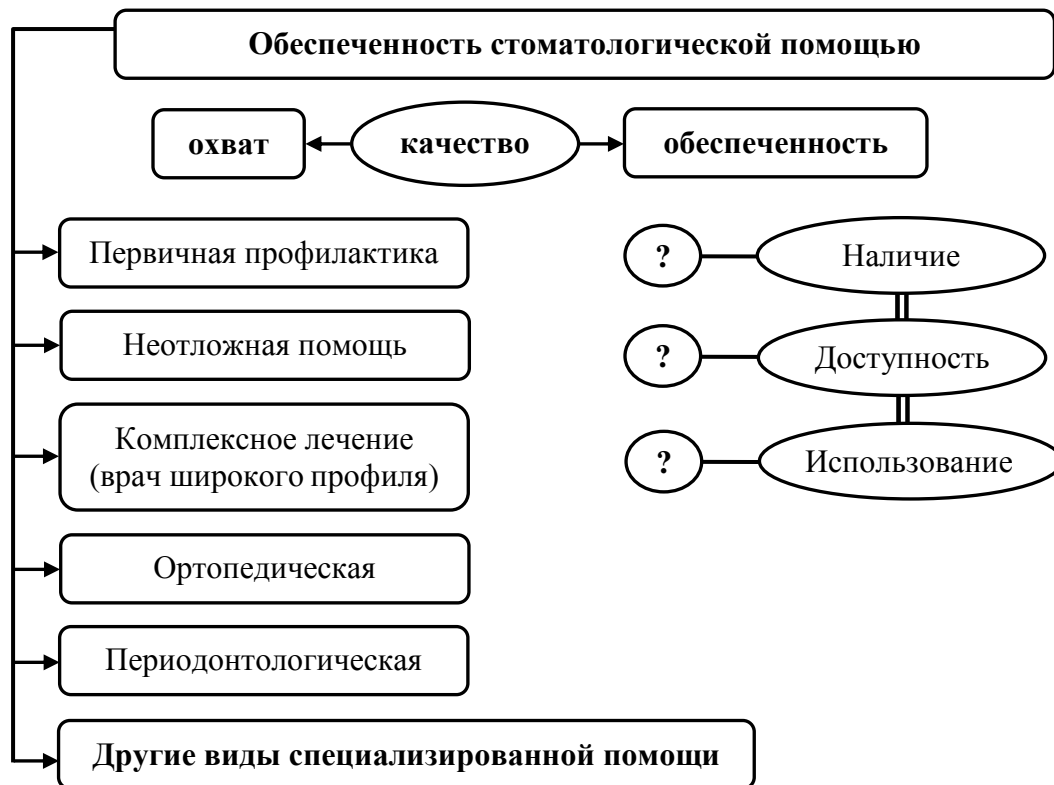 Обеспеченность стоматологической помощью
охват
качество
обеспеченность
Первичная профилактика
? Наличие
Неотложная помощь
? Доступность
Комплексное лечение
(врач широкого профиля)
? Использование
Ортопедическая
Периодонтологическая
Другие виды специализированной помощи